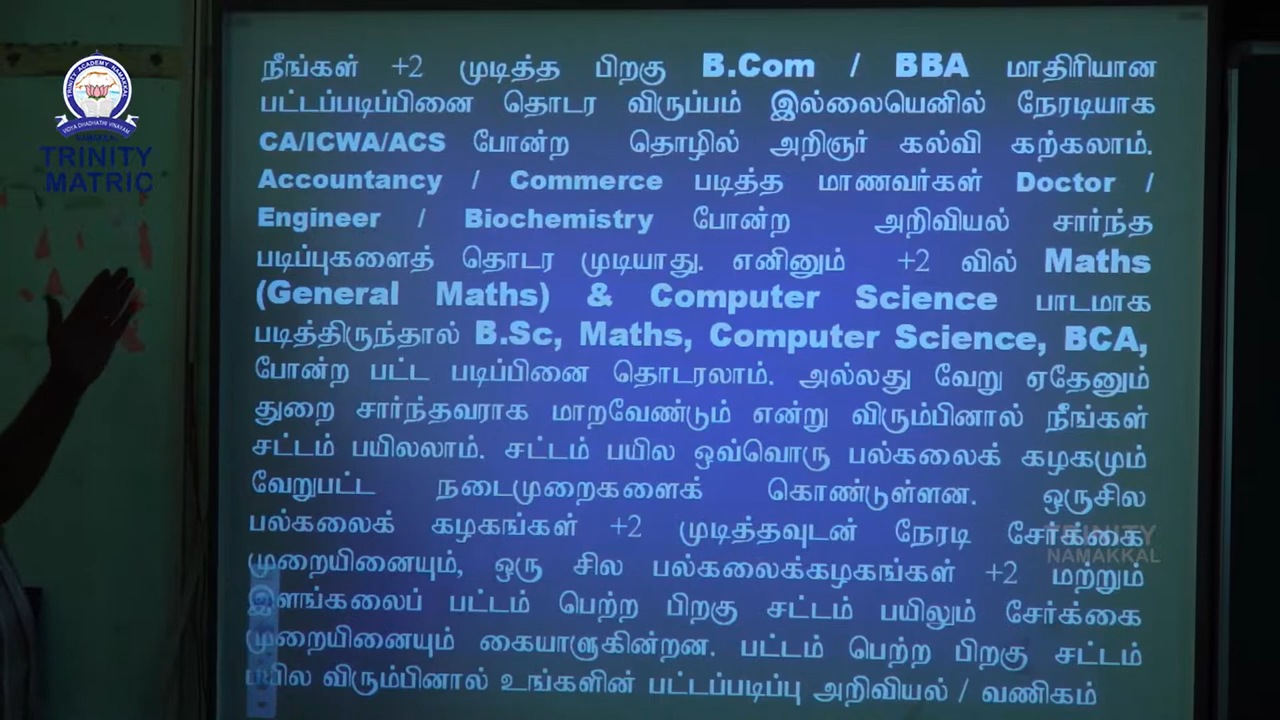 TRINITY ACADEMY NAMAKKAL
VIDYA DHADHATHI VINAYAM
TRINITY
MATRIC
நீங்கள் +2 முடித்த பிறகு B.Com / BBA மாதிரியான
பட்டப்படிப்பினை தொடர விருப்பம் இல்லையெனில் நேரடியாக
CA/ICWA/ACS போன்ற தொழில் அறிஞர் கல்வி கற்கலாம்.
Accountancy / Commerce படித்த மாணவர்கள் Doctor /
Engineer / Biochemistry போன்ற அறிவியல் சார்ந்த
படிப்புகளைத் தொடர முடியாது. எனினும் +2 வில் Maths
(General Maths) & Computer Science பாடமாக
படித்திருந்தால் B.Sc, Maths, Computer Science, BCA,
போன்ற பட்ட படிப்பினை தொடரலாம். அல்லது வேறு ஏதேனும்
துறை சார்ந்தவராக மாறவேண்டும் என்று விரும்பினால் நீங்கள்
சட்டம் பயிலலாம். சட்டம் பயில ஒவ்வொரு பல்கலைக் கழகமும்
வேறுபட்ட நடைமுறைகளைக் கொண்டுள்ளன. ஒருசில
பல்கலைக் கழகங்கள் +2 முடித்தவுடன் நேரடி சேர்க்கை
முறையினையும், ஒரு சில பல்கலைக்கழகங்கள் +2 மற்றும்
இளங்கலைப் பட்டம் பெற்ற பிறகு சட்டம் பயிலும் சேர்க்கை
முறையினையும் கையாளுகின்றன. பட்டம் பெற்ற பிறகு சட்டம்
பயில விரும்பினால் உங்களின் பட்டப்படிப்பு அறிவியல் / வணிகம்
TRINITY
NAMAKKAL